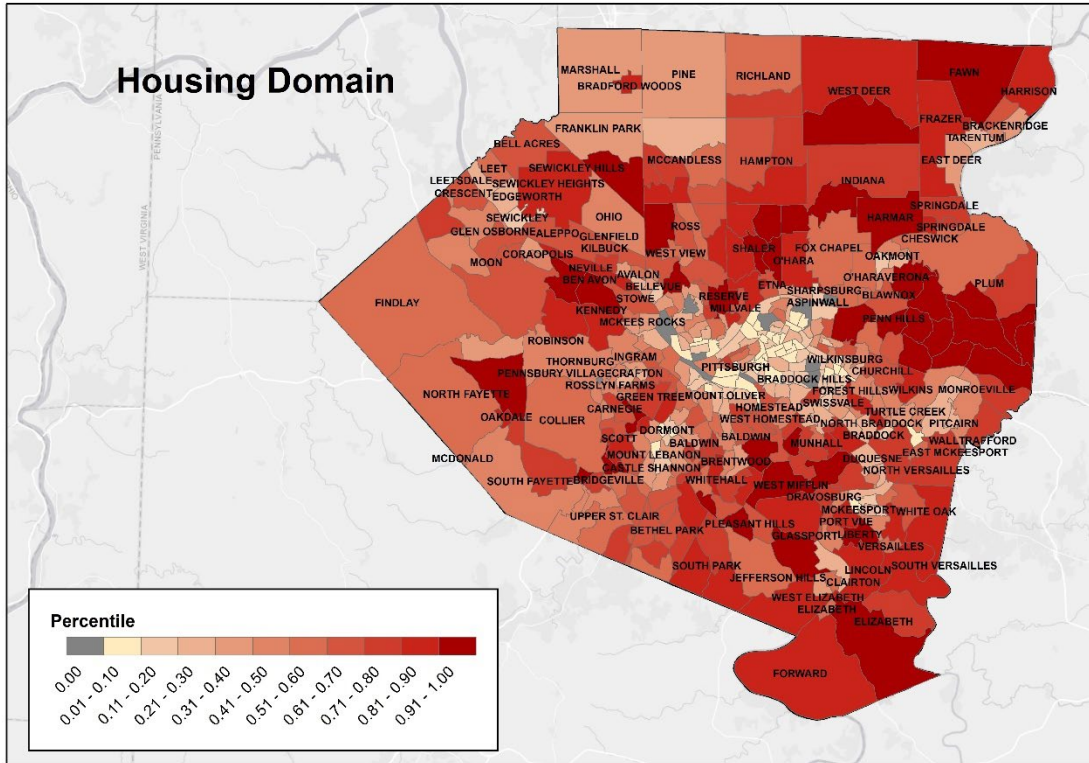 Housing Domain
MARSHALL
PINE
RICHLAND
BRADFORD WOODS
WEST DEER
FAWN
HARRISON
FRANKLIN PARK
FRAZER
BRACKENRIDGE
TARENTUM
BELL ACRES
LEET
SEWICKLEY HILLS
MCCANDLESS
HAMPTON
EAST DEER
LEETSDALE
SEWICKLEY HEIGHTS
INDIANA
CRESCENT
EDGEWORTH
SPRINGDALE
SEWICKLEY
OHIO
HARMAR
GLEN OSBORNE
ALEPPO
GLENFIELD
ROSS
SPRINGDALE
CHESWICK
KILBUCK
WEST VIEW
SHALER
FOX CHAPEL
MOON
CORAOPOLIS
O'HARA
OAKMONT
NEVILLE
AVALON
BEN AVON
BELLEVUE
ETNA
SHARPSBURG
O'HARA
VERONA
PLUM
FINDLAY
STOWE
RESERVE
ASPINWALL
BLAWNOX
KENNEDY
MILLVALE
MCKEES ROCKS
PENN HILLS
ROBINSON
THORNBURG
INGRAM
WILKINSBURG
PENNSBURY VILLAGE
CRAFTON
PITTSBURGH
CHURCHILL
ROSSLYN FARMS
BRADDOCK HILLS
NORTH FAYETTE
GREEN TREE
MOUNT OLIVER
FOREST HILLS
WILKINS
MONROEVILLE
CARNEGIE
HOMESTEAD
SWISSVALE
OAKDALE
COLLIER
WEST HOMESTEAD
TURTLE CREEK
DORMONT
NORTH BRADDOCK
PITCAIRN
SCOTT
BALDWIN
BALDWIN
MUNHALL
BRADDOCK
WALL
TRAFFORD
MCDONALD
MOUNT LEBANON
BRENTWOOD
EAST MCKEESPORT
CASTLE SHANNON
DUQUESNE
NORTH VERSAILLES
SOUTH FAYETTE
BRIDGEVILLE
WHITEHALL
WEST MIFFLIN
DRAVOSBURG
UPPER ST. CLAIR
MCKEESPORT
WHITE OAK
BETHEL PARK
PLEASANT HILLS
PORT VUE
GLASSPORT
LIBERTY
VERSAILLES
SOUTH PARK
JEFFERSON HILLS
LINCOLN
SOUTH VERSAILLES
CLAIRTON
WEST ELIZABETH
ELIZABETH
ELIZABETH
FORWARD
PENNSYLVANIA
WEST VIRGINIA
Percentile
0.00
0.01 - 0.10
0.11 - 0.20
0.21 - 0.30
0.31 - 0.40
0.41 - 0.50
0.51 - 0.60
0.61 - 0.70
0.71 - 0.80
0.81 - 0.90
0.91 - 1.00